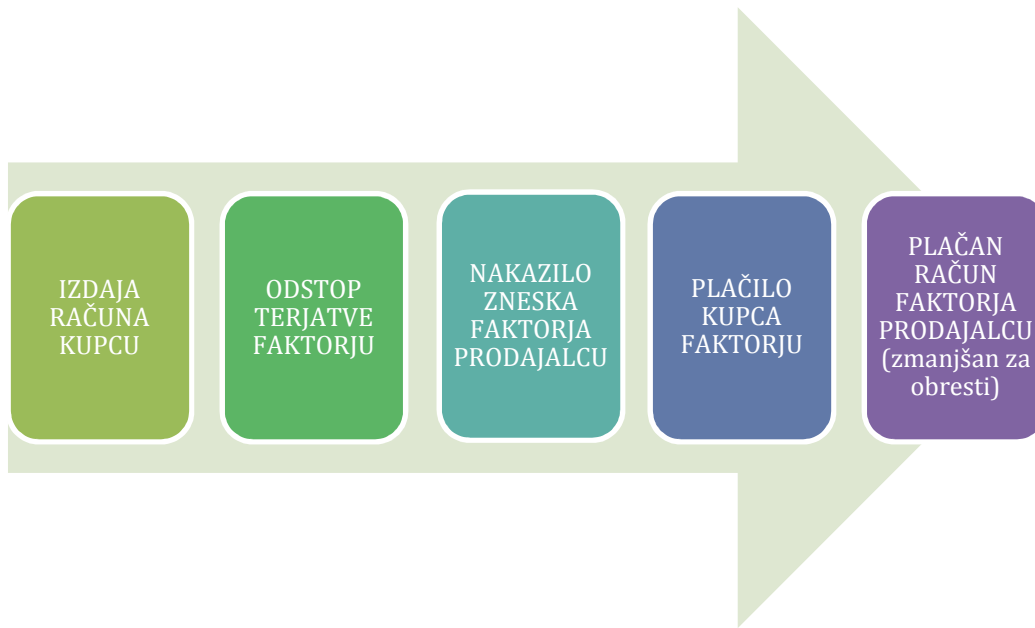 IZDAJA
RAČUNA
KUPCU
ODSTOP
TERJATVE
FAKTORJU
NAKAZILO
ZNESKA
FAKTORJA
PRODAJALCU
PLAČILO
KUPCA
FAKTORJU
PLAČAN
RAČUN
FAKTORJA
PRODAJALCU
(zmanjšan za
obresti)